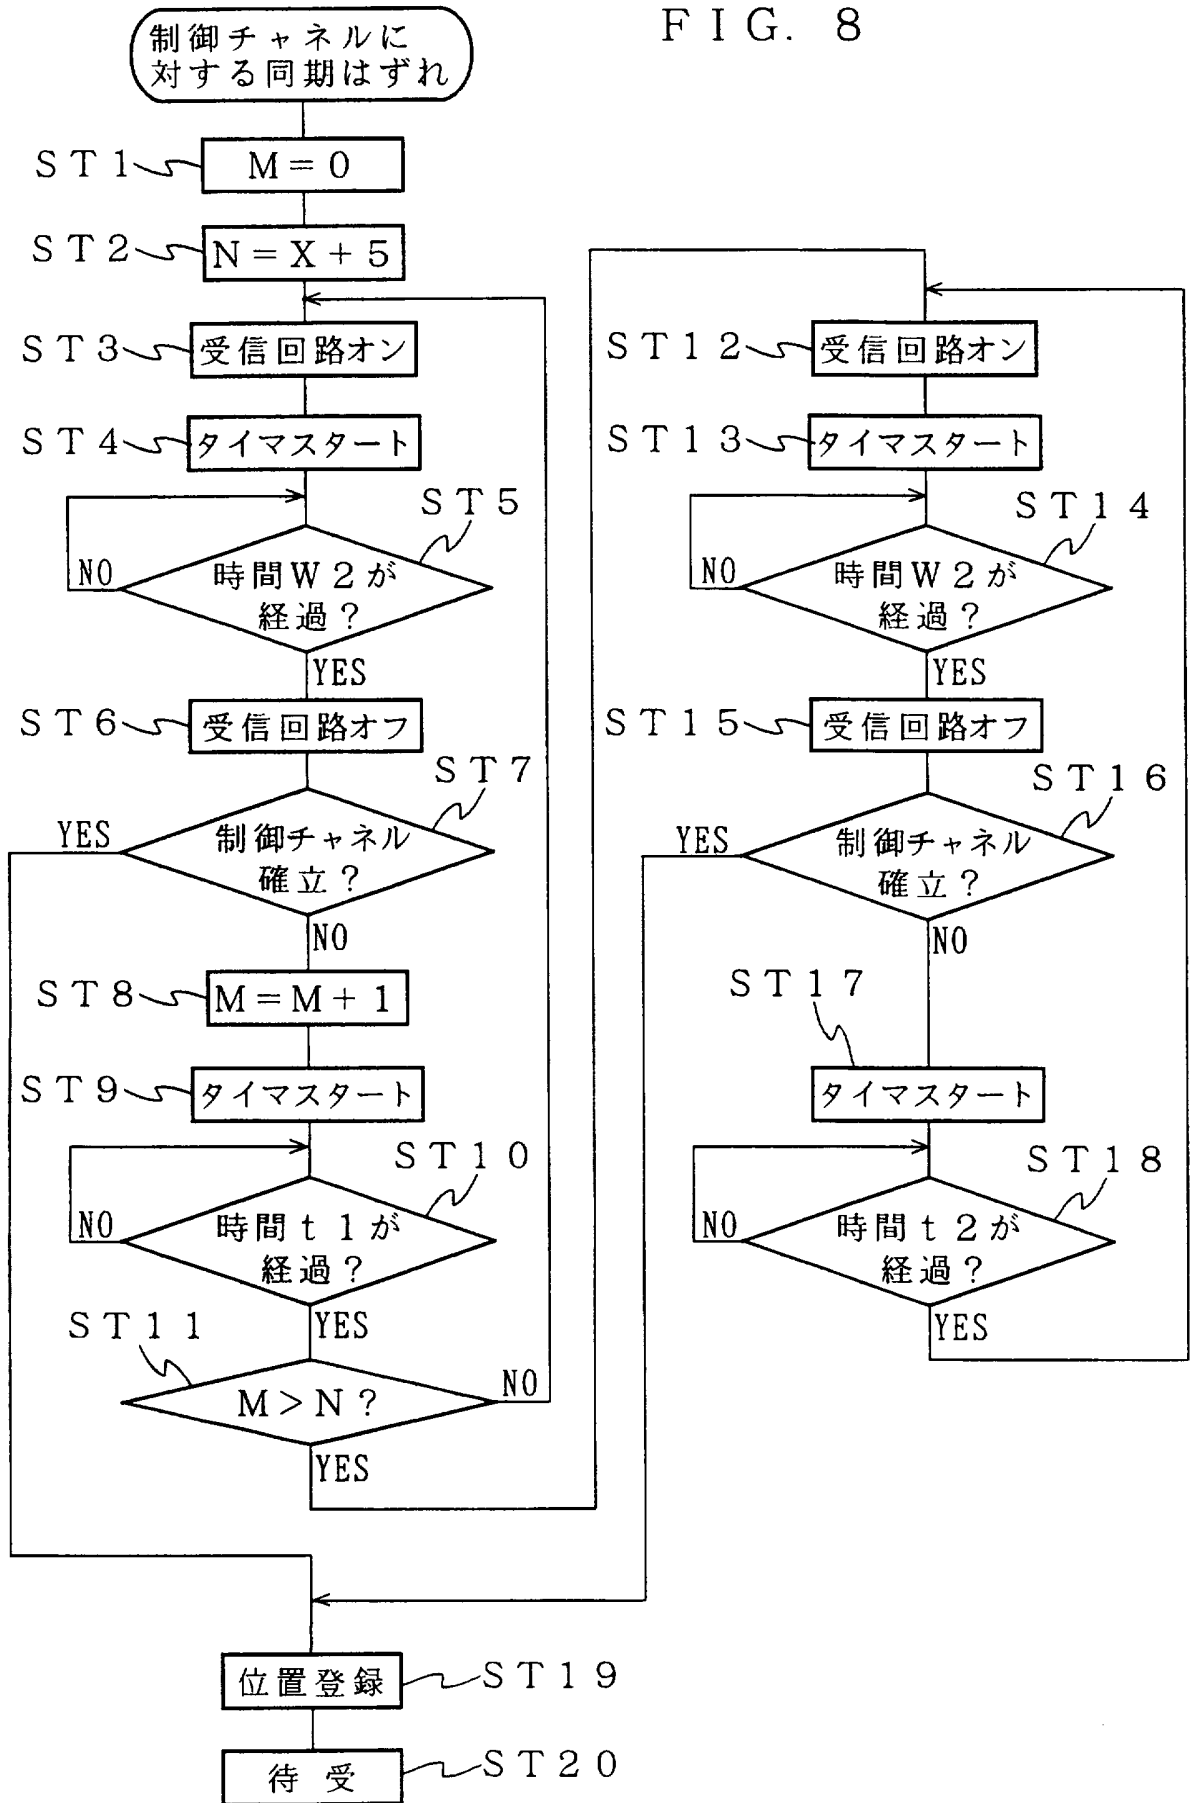 FIG. 8
制御チャネルに
対する同期はずれ
ST1
M=0
ST2
N=X+5
ST3
受信回路オン
ST4
タイマスタート
ST5
時間W2が
経過?
NO
YES
ST6
受信回路オフ
ST7
制御チャネル
確立?
YES
NO
ST8
M=M+1
ST9
タイマスタート
ST10
時間t1が
経過?
NO
YES
ST11
M>N?
NO
YES
ST12
受信回路オン
ST13
タイマスタート
ST14
時間W2が
経過?
NO
YES
ST15
受信回路オフ
ST16
制御チャネル
確立?
YES
NO
ST17
タイマスタート
ST18
時間t2が
経過?
NO
YES
位置登録
ST19
待受
ST20